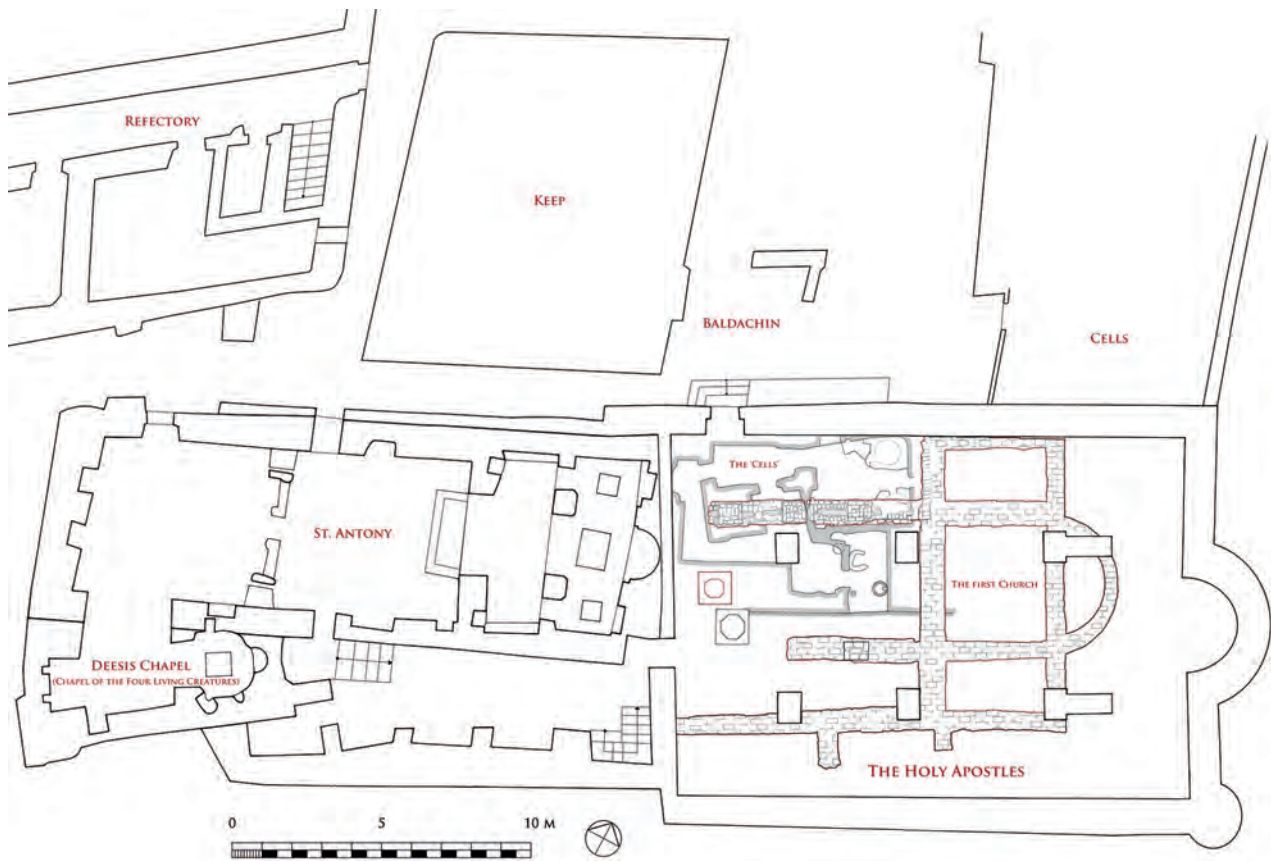 REFECTORY
KEEP
BALDACHIN
CELLS
THE 'CELLS'
ST. ANTONY
THE FIRST CHURCH
DEESIS CHAPEL
(CHAPEL OF THE FOUR LIVING CREATURES)
THE HOLY APOSTLES
0 5 10 M